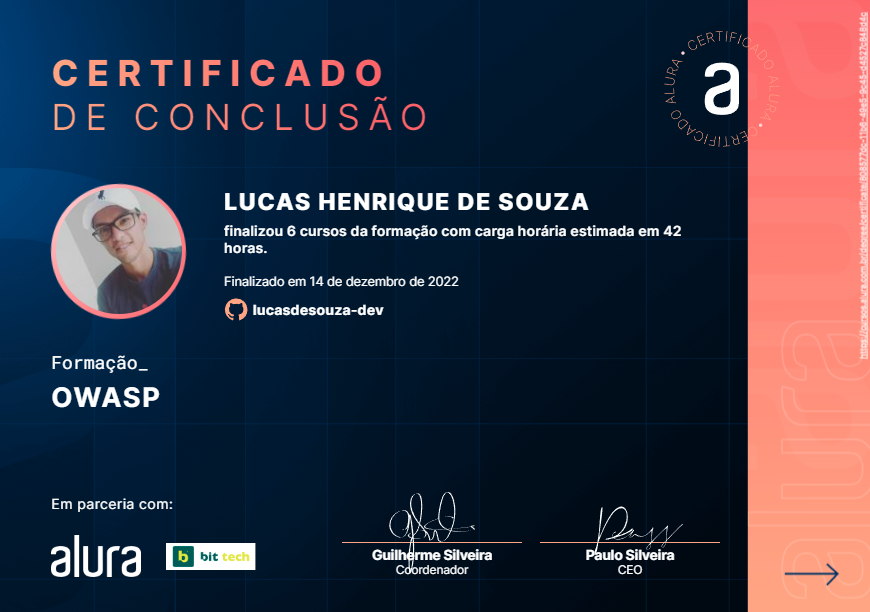 CERTIFICADO
DE CONCLUSÃO
CERTIFICADO ALURA • CERTIFICADO ALURA •
a
LUCAS HENRIQUE DE SOUZA
finalizou 6 cursos da formação com carga horária estimada em 42
horas.
Finalizado em 14 de dezembro de 2022
lucasdesouza-dev
Formação_
OWASP
Em parceria com:
alura
b bit tech
Guilherme Silveira
Coordenador
Paulo Silveira
CEO
alura